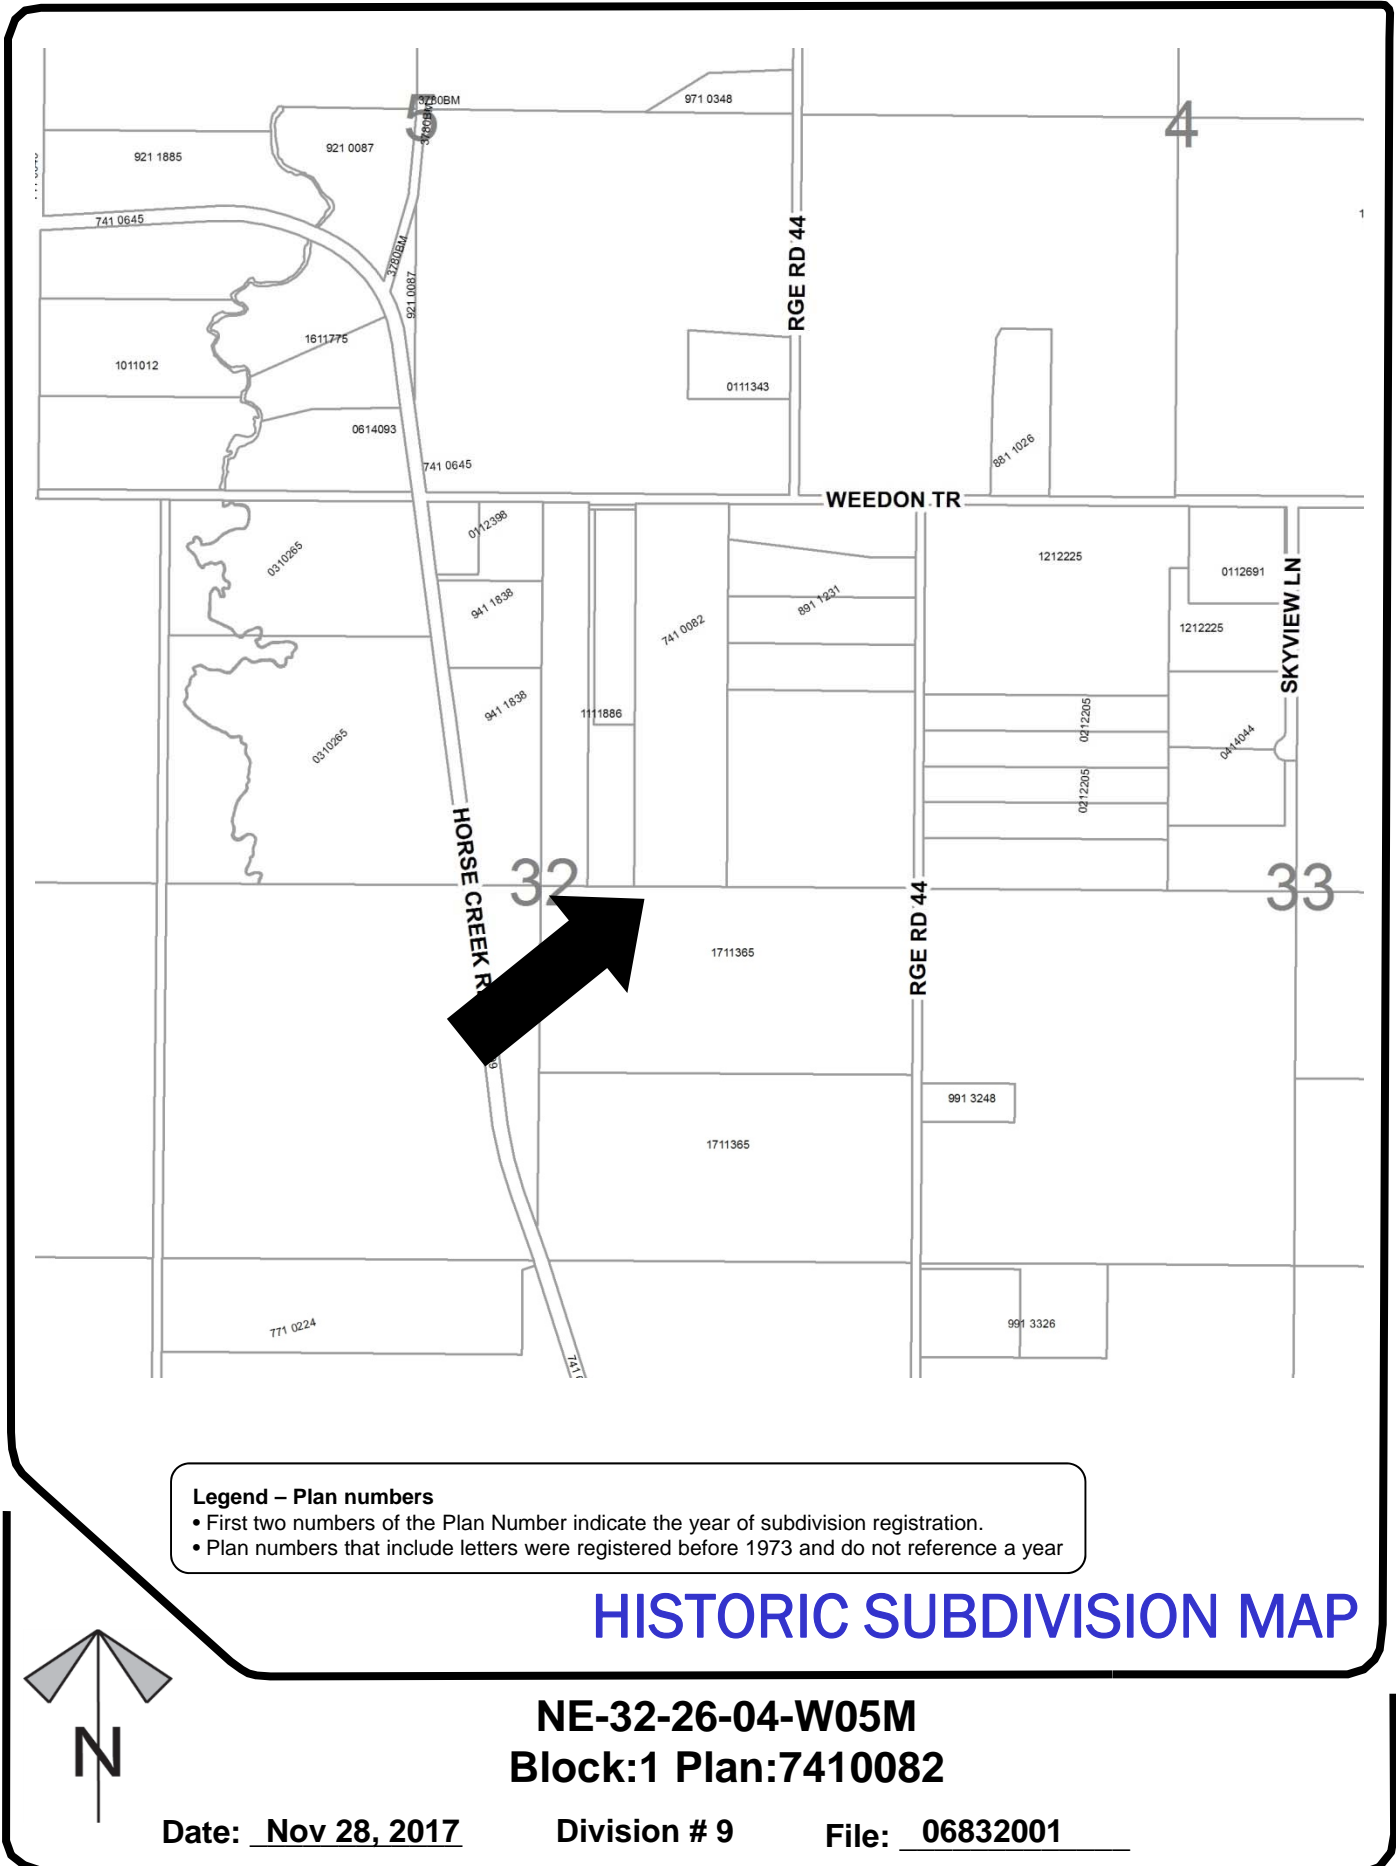 3780BM
5
3780BM
971 0348
4
921 1885
921 0087
741 0645
RGE RD 44
3780BM
921 0087
1611775
1011012
0111343
0614093
881 1026
741 0645
WEEDON TR
0112398
0310265
1212225
0112691
SKYVIEW LN
941 1838
891 1231
741 0082
1212225
941 1838
1111886
0212205
0310265
0414044
0212205
HORSE CREEK
32
33
RGE RD 44
1711365
991 3248
1711365
771 0224
991 3326
Legend – Plan numbers
• First two numbers of the Plan Number indicate the year of subdivision registration.
• Plan numbers that include letters were registered before 1973 and do not reference a year
HISTORIC SUBDIVISION MAP
N
NE-32-26-04-W05M
Block:1 Plan:7410082
Date: Nov 28, 2017 Division # 9 File: 06832001